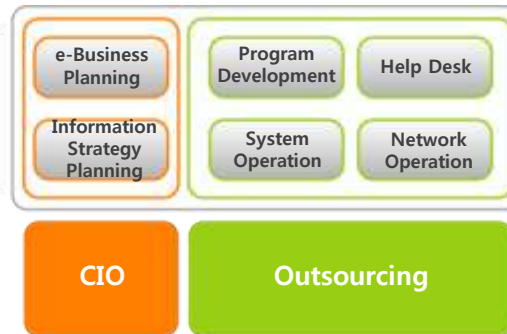 e-Business
Planning
Program
Development
Help Desk
Information
Strategy
Planning
System
Operation
Network
Operation
CIO
Outsourcing